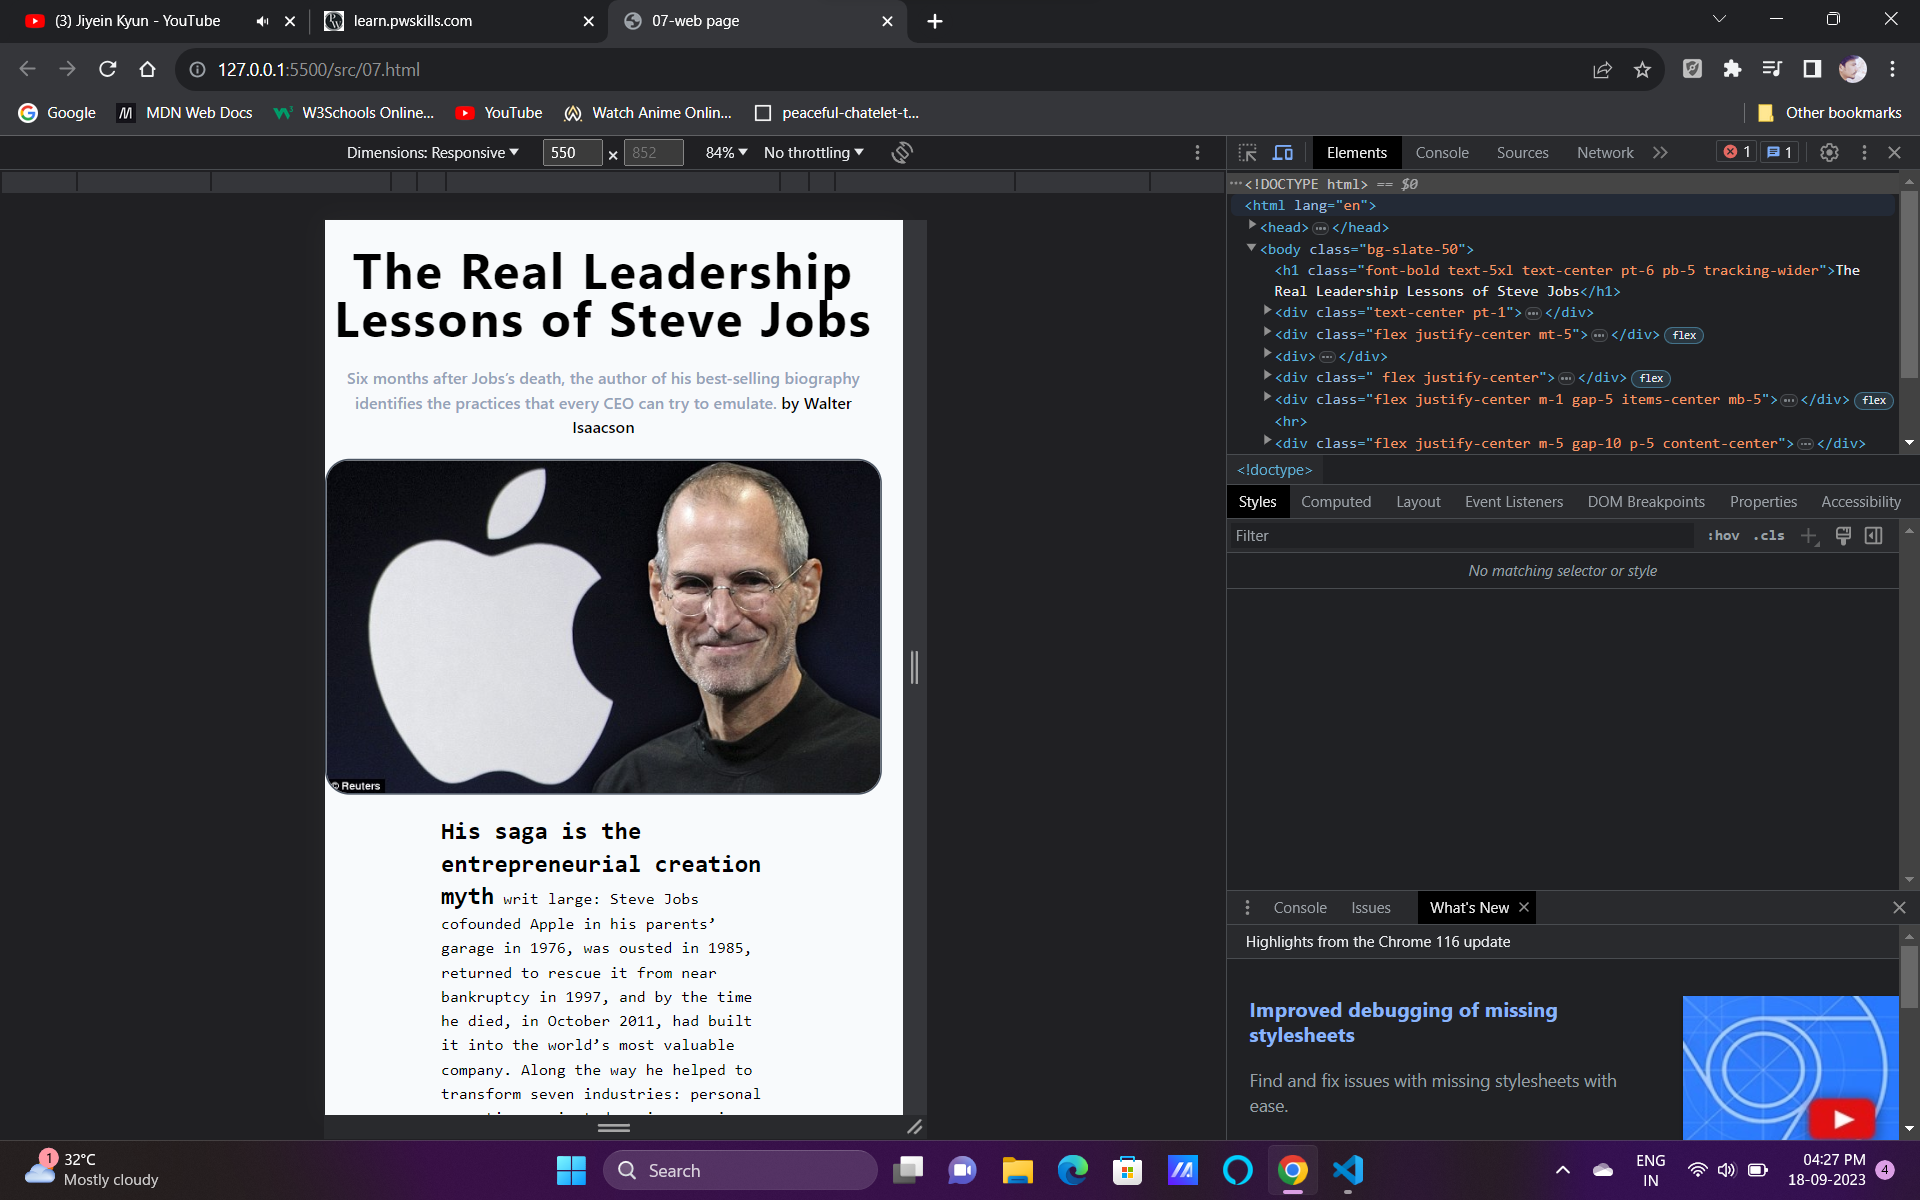 (3) Jiyein Kyun - YouTube
learn.pwskills.com
07-web page
127.0.0.1:5500/src/07.html
Google
MDN Web Docs
W3Schools Online...
YouTube
Watch Anime Onlin...
peaceful-chatelet-t...
Other bookmarks
Dimensions: Responsive
550 × 852
84%
No throttling
Elements
Console
Sources
Network
1
1
···<!DOCTYPE html> == $0
<html lang="en">
<head>···</head>
<body class="bg-slate-50">
<h1 class="font-bold text-5xl text-center pt-6 pb-5 tracking-wider">The
Real Leadership Lessons of Steve Jobs</h1>
<div class="text-center pt-1">···</div>
<div class="flex justify-center mt-5">···</div> flex
<div>···</div>
<div class=" flex justify-center">···</div> flex
<div class="flex justify-center m-1 gap-5 items-center mb-5">···</div> flex
<hr>
<div class="flex justify-center m-5 gap-10 p-5 content-center">···</div>
<!doctype>
Styles
Computed
Layout
Event Listeners
DOM Breakpoints
Properties
Accessibility
Filter
:hov .cls
No matching selector or style
Console
Issues
What's New
Highlights from the Chrome 116 update
Improved debugging of missing
stylesheets
Find and fix issues with missing stylesheets with
ease.
The Real Leadership
Lessons of Steve Jobs
Six months after Jobs's death, the author of his best-selling biography
identifies the practices that every CEO can try to emulate. by Walter
Isaacson
© Reuters
His saga is the
entrepreneurial creation
myth writ large: Steve Jobs
cofounded Apple in his parents’
garage in 1976, was ousted in 1985,
returned to rescue it from near
bankruptcy in 1997, and by the time
he died, in October 2011, had built
it into the world’s most valuable
company. Along the way he helped to
transform seven industries: personal
1
32°C
Mostly cloudy
Search
ENG
IN
04:27 PM
18-09-2023
4